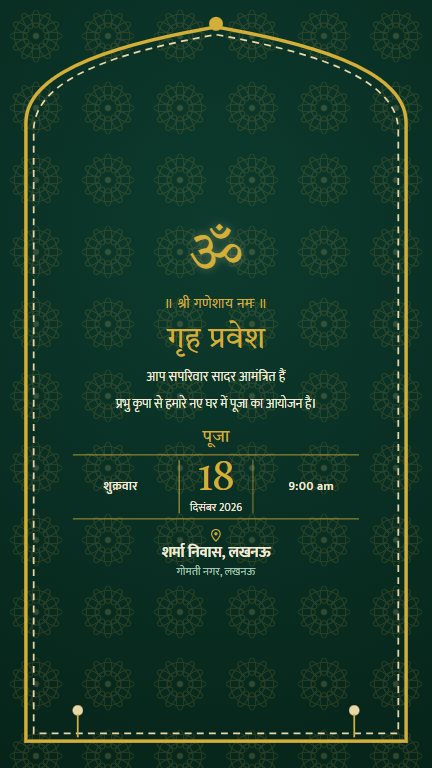 ॐ
॥ श्री गणेशाय नमः ॥
गृह प्रवेश
आप सपरिवार सादर आमंत्रित हैं
प्रभु कृपा से हमारे नए घर में पूजा का आयोजन है।
पूजा
शुक्रवार
18
दिसंबर 2026
9:00 am
शर्मा निवास, लखनऊ
गोमती नगर, लखनऊ